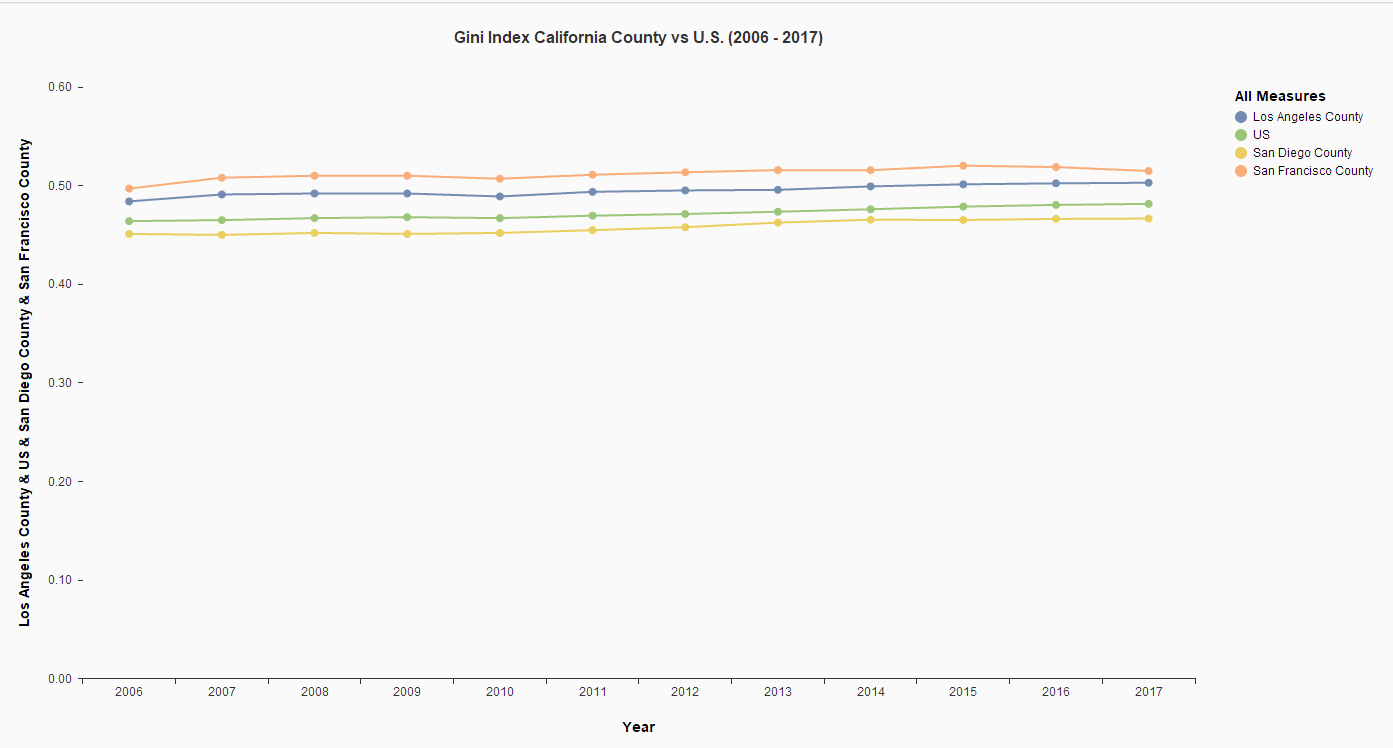 Gini Index California County vs U.S. (2006 - 2017)
All Measures
Los Angeles County
US
San Diego County
San Francisco County
Los Angeles County & US & San Diego County & San Francisco County
0.60
0.50
0.40
0.30
0.20
0.10
0.00
2006 2007 2008 2009 2010 2011 2012 2013 2014 2015 2016 2017
Year